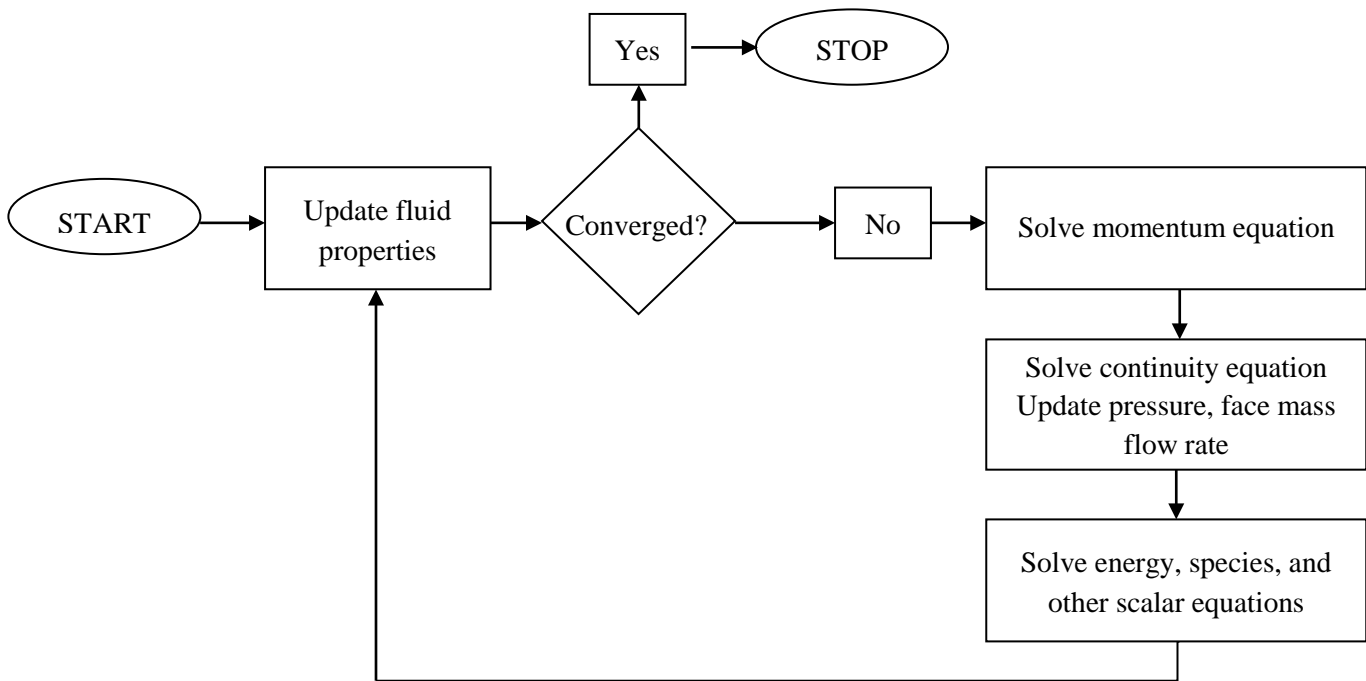 Yes
STOP
START
Update fluid
properties
Converged?
No
Solve momentum equation
Solve continuity equation
Update pressure, face mass
flow rate
Solve energy, species, and
other scalar equations